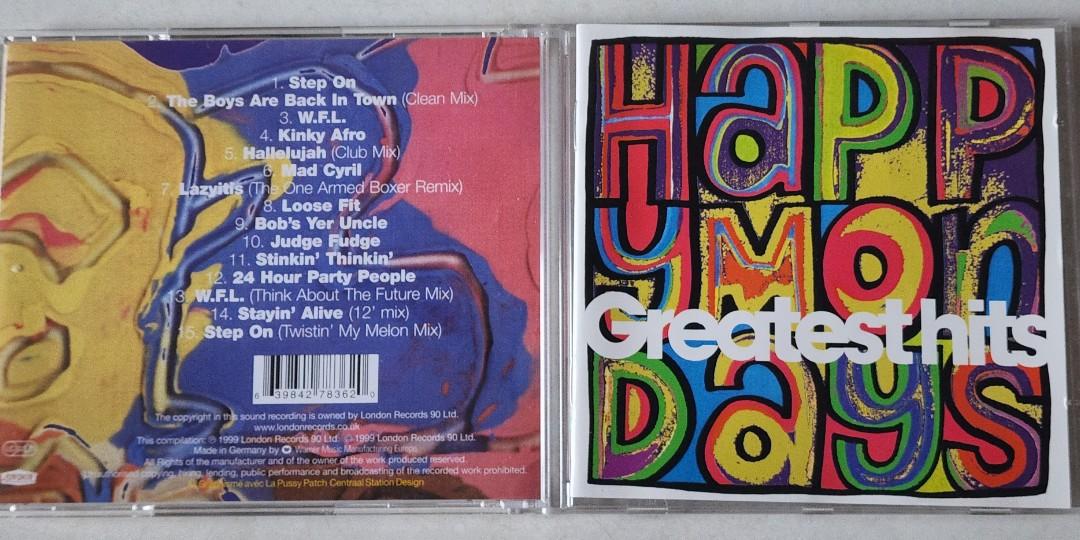 1. Step On
2. The Boys Are Back In Town (Clean Mix)
3. W.F.L.
4. Kinky Afro
5. Hallelujah (Club Mix)
6. Mad Cyril
7. Lazyitis (The One Armed Boxer Remix)
8. Loose Fit
9. Bob's Yer Uncle
10. Judge Fudge
11. Stinkin' Thinkin'
12. 24 Hour Party People
13. W.F.L. (Think About The Future Mix)
14. Stayin' Alive (12' mix)
15. Step On (Twistin' My Melon Mix)
6 39842 78362 0
The copyright in this sound recording is owned by London Records 90 Ltd.
www.londonrecords.co.uk
This compilation: ℗ 1999 London Records 90 Ltd. © 1999 London Records 90 Ltd.
Made in Germany by Warner Music Manufacturing Europe
All Rights of the manufacturer and of the owner of the work produced reserved.
Unauthorised copying, hiring, lending, public performance and broadcasting of the recorded work prohibited.
avéc La Pussy Patch Centraal Station Design
Happ
y Mon
Greatest hits
Days